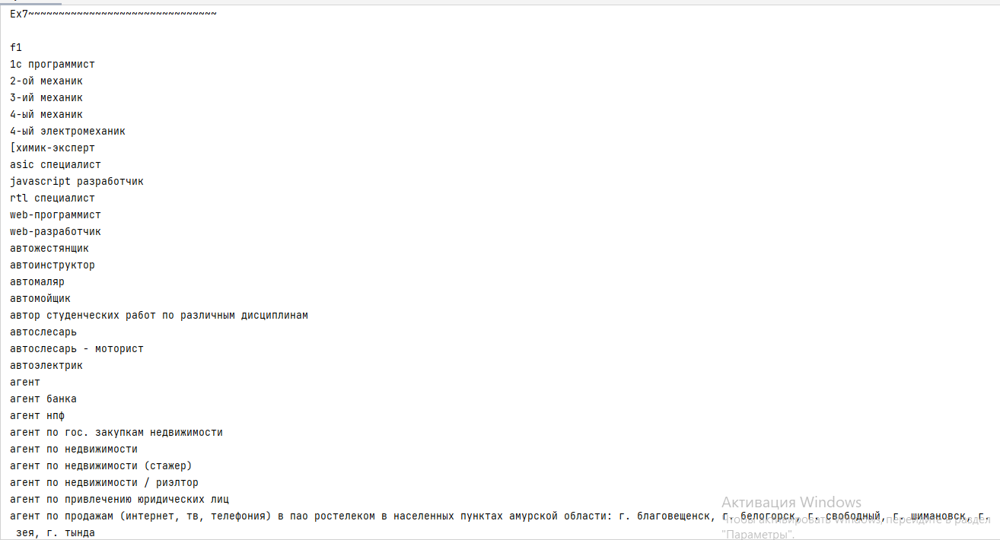 Ex7~~~~~~~~~~~~~~~~~~~~~~~~~~~~~~~
f1
1с программист
2-ой механик
3-ий механик
4-ый механик
4-ый электромеханик
[химик-эксперт
asic специалист
javascript разработчик
rtl специалист
web-программист
web-разработчик
автожестянщик
автоинструктор
автомаляр
автомойщик
автор студенческих работ по различным дисциплинам
автослесарь
автослесарь - моторист
автоэлектрик
агент
агент банка
агент нпф
агент по гос. закупкам недвижимости
агент по недвижимости
агент по недвижимости (стажер)
агент по недвижимости / риэлтор
агент по привлечению юридических лиц
агент по продажам (интернет, тв, телефония) в пао ростелеком в населенных пунктах амурской области: г. благовещенск, г. белогорск, г. свободный, г. шимановск, г.
зея, г. тында
Активация Windows
Чтобы активировать Windows, перейдите в раздел
"Параметры".